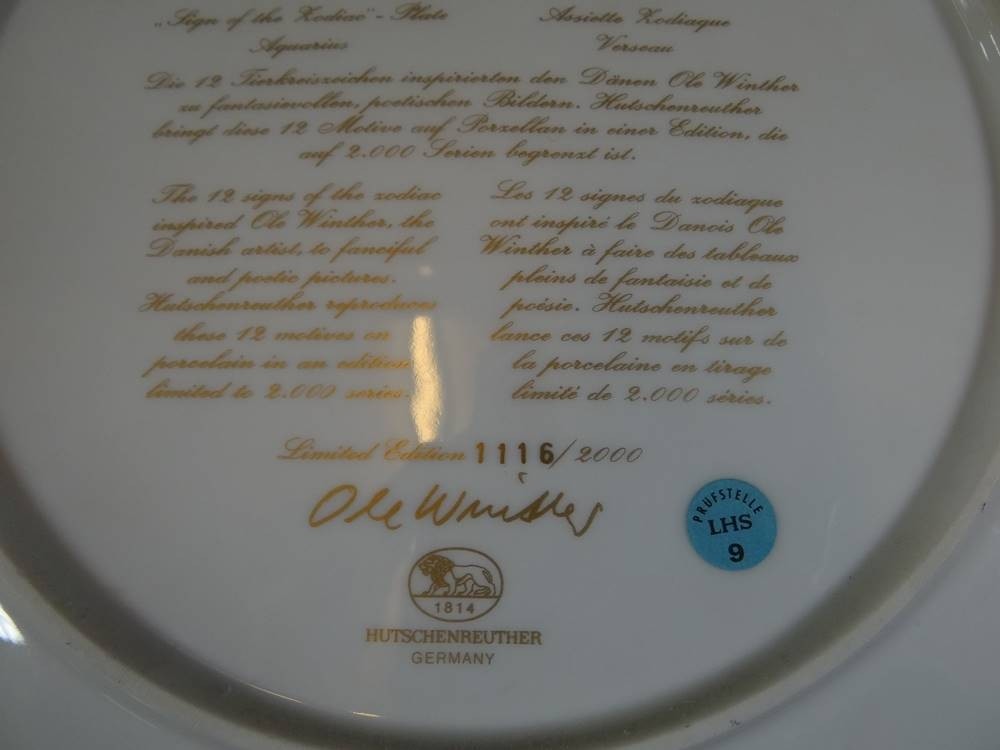 „Sign of the Zodiac“ - Plate
Aquarius
Assiette Zodiaque
Verseau
Die 12 Tierkreiszeichen inspirierten den Dänen Ole Winther
zu fantasievollen, poetischen Bildern. Hutschenreuther
bringt diese 12 Motive auf Porzellan in einer Edition, die
auf 2.000 Serien begrenzt ist.
The 12 signs of the zodiac
inspired Ole Winther, the
Danish artist, to fanciful
and poetic pictures.
Hutschenreuther reproduces
these 12 motives on
porcelain in an edition
limited to 2.000 series.
Les 12 signes du zodiaque
ont inspiré le Danois Ole
Winther à faire des tableaux
pleins de fantaisie et de
poésie. Hutschenreuther
lance ces 12 motifs sur de
la porcelaine en tirage
limité de 2.000 séries.
Limited Edition 1116/2000
Ole Winther
PRÜFSTELLE
LHS
9
1814
HUTSCHENREUTHER
GERMANY